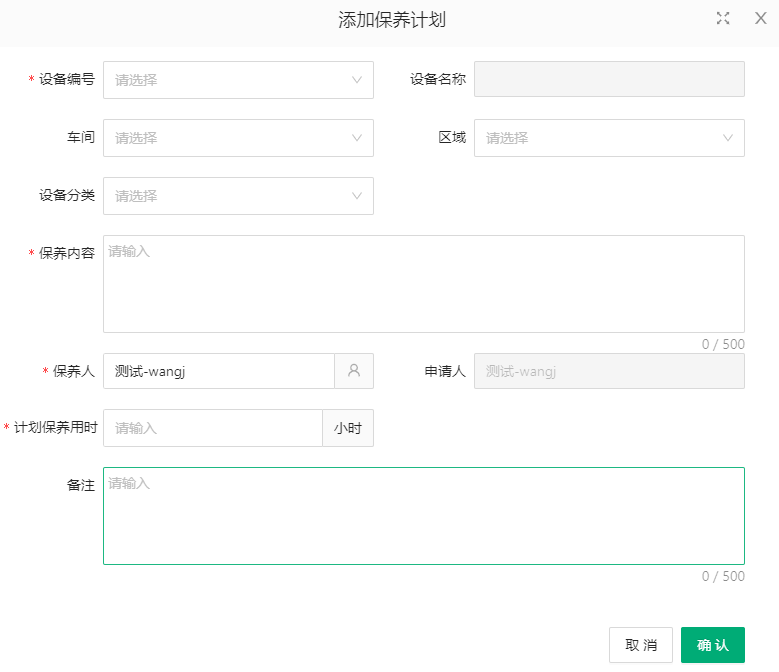 添加保养计划 X
* 设备编号 请选择 设备名称
车间 请选择 区域 请选择
设备分类 请选择
* 保养内容 请输入
0 / 500
* 保养人 测试-wangj 申请人 测试-wangj
* 计划保养用时 请输入 小时
备注 请输入
0 / 500
取 消 确 认